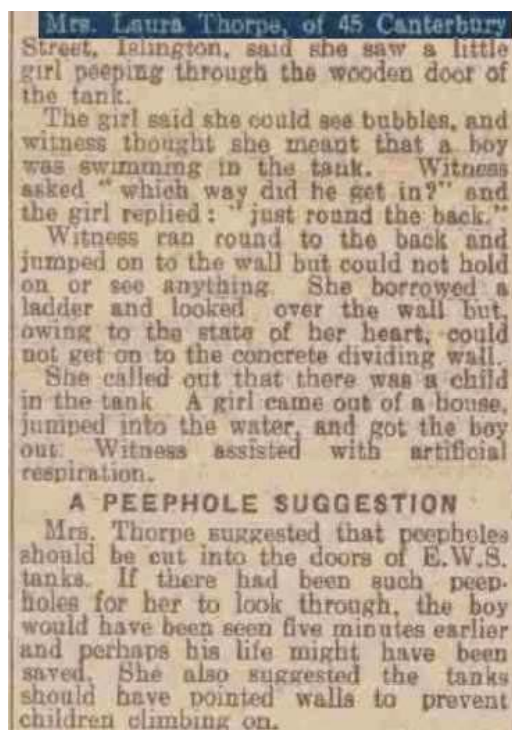 Mrs. Laura Thorpe, of 45 Canterbury
Street, Islington, said she saw a little
girl peeping through the wooden door of
the tank.
The girl said she could see bubbles, and
witness thought she meant that a boy
was swimming in the tank. Witness
asked "which way did he get in?" and
the girl replied: "just round the back."
Witness ran round to the back and
jumped on to the wall but could not hold
on or see anything. She borrowed a
ladder and looked over the wall but,
owing to the state of her heart, could
not get on to the concrete dividing wall.
She called out that there was a child
in the tank. A girl came out of a house,
jumped into the water, and got the boy
out. Witness assisted with artificial
respiration.
A PEEPHOLE SUGGESTION
Mrs. Thorpe suggested that peepholes
should be cut into the doors of E.W.S.
tanks. If there had been such peep-
holes for her to look through, the boy
would have been seen five minutes earlier
and perhaps his life might have been
saved. She also suggested the tanks
should have pointed walls to prevent
children climbing on.